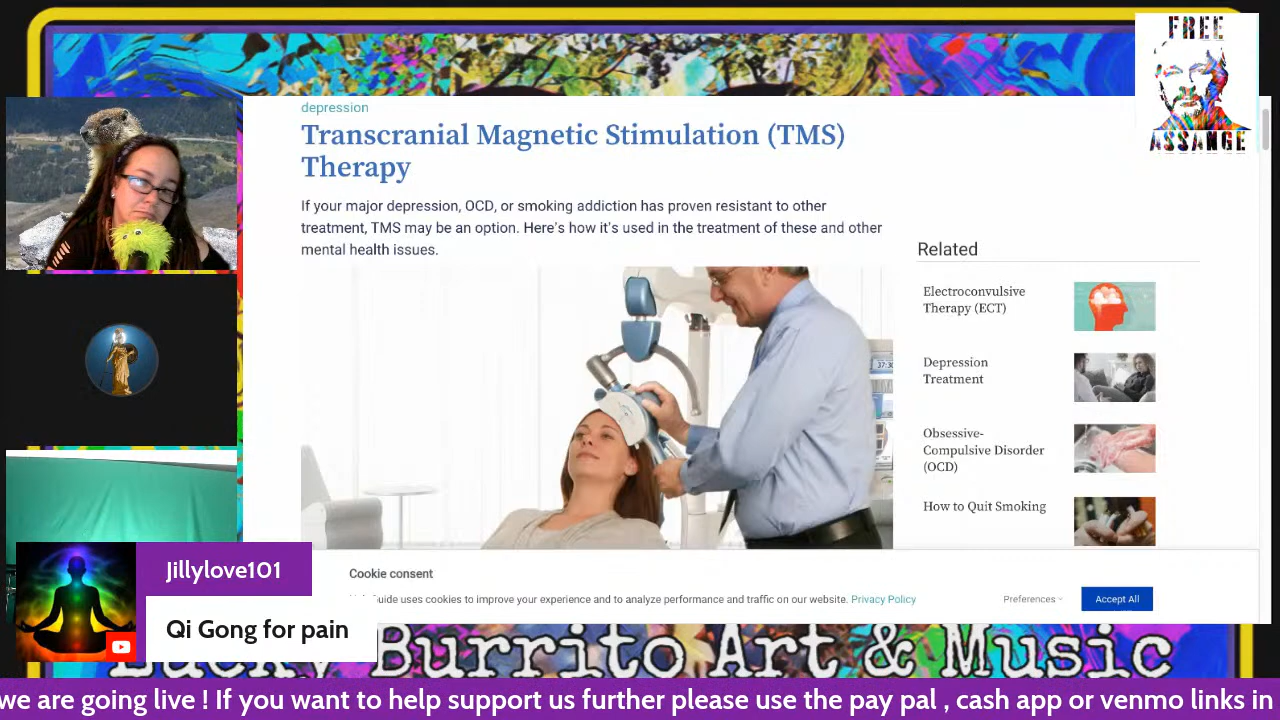 FREE
ASSANGE
depression
Transcranial Magnetic Stimulation (TMS)
Therapy
If your major depression, OCD, or smoking addiction has proven resistant to other
treatment, TMS may be an option. Here's how it's used in the treatment of these and other
mental health issues.
Related
Electroconvulsive
Therapy (ECT)
Depression
Treatment
Obsessive-
Compulsive Disorder
(OCD)
How to Quit Smoking
37:30
Cookie consent
uide uses cookies to improve your experience and to analyze performance and traffic on our website. Privacy Policy
Preferences
Accept All
Jillylove101
Qi Gong for pain
Burrito Art & Music
we are going live ! If you want to help support us further please use the pay pal , cash app or venmo links in